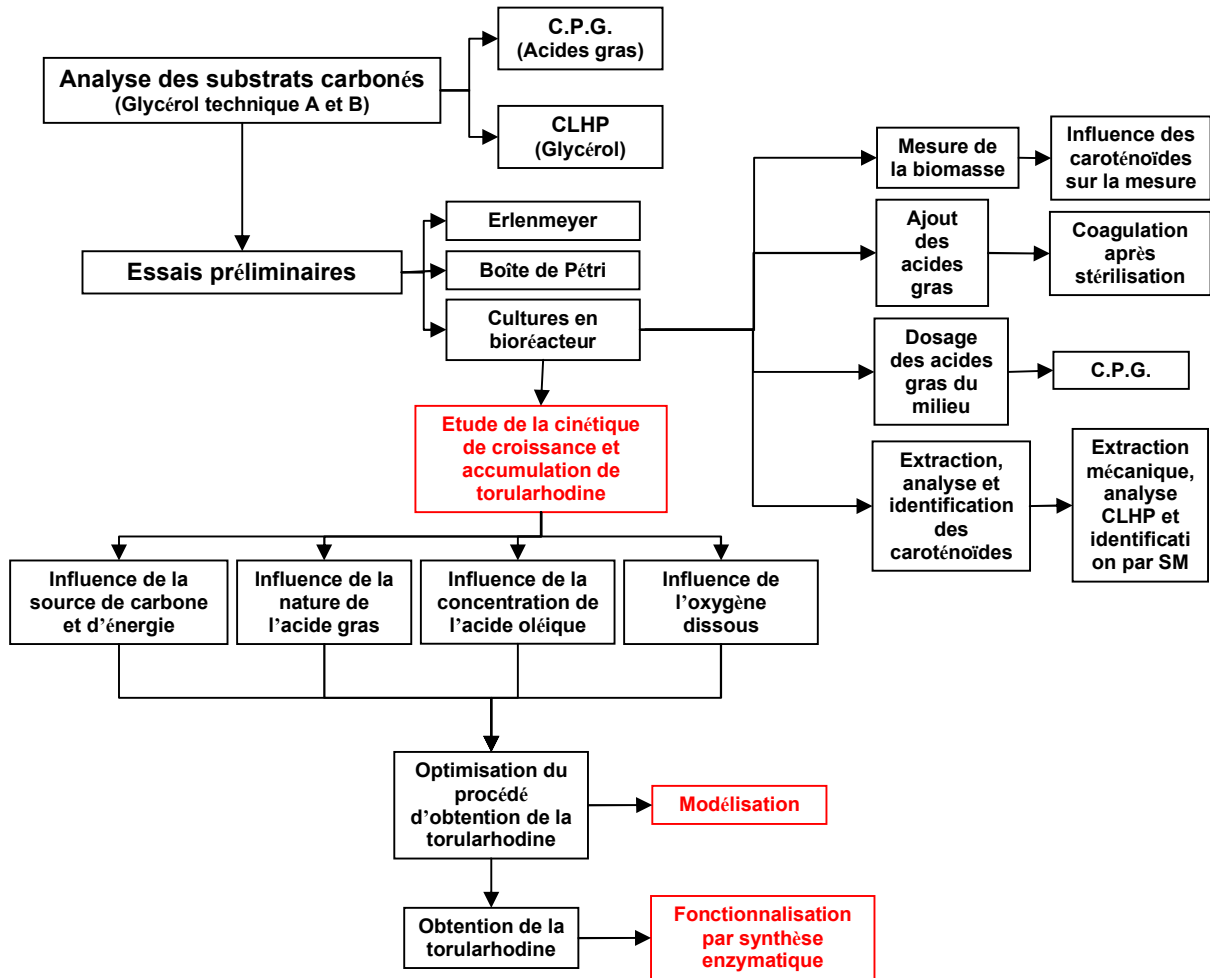 C.P.G.
(Acides gras)
Analyse des substrats carbonés
(Glycérol technique A et B)
CLHP
(Glycérol)
Essais préliminaires
Erlenmeyer
Boîte de Pétri
Cultures en
bioréacteur
Mesure de
la biomasse
Influence des
caroténoïdes
sur la mesure
Ajout
des
acides
gras
Coagulation
après
stérilisation
Dosage
des acides
gras du
milieu
C.P.G.
Extraction,
analyse et
identification
des
caroténoïdes
Extraction
mécanique,
analyse
CLHP et
identificati
on par SM
Etude de la cinétique
de croissance et
accumulation de
torularhodine
Influence de la
source de carbone
et d’énergie
Influence de la
nature de
l’acide gras
Influence de la
concentration de
l’acide oléique
Influence de
l’oxygène
dissous
Optimisation du
procédé
d’obtention de la
torularhodine
Modélisation
Obtention de la
torularhodine
Fonctionnalisation
par synthèse
enzymatique